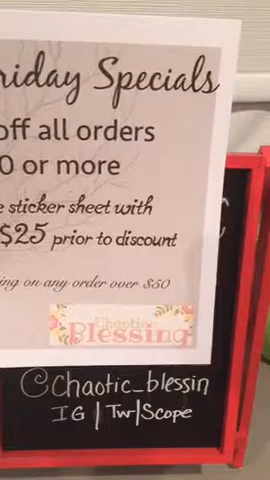 riday Specials
off all orders
0 or more
e sticker sheet with
$25 prior to discount
ing on any order over $50
Chaotic
Blessing
@chaotic_blessin
IG | Tw/Scope